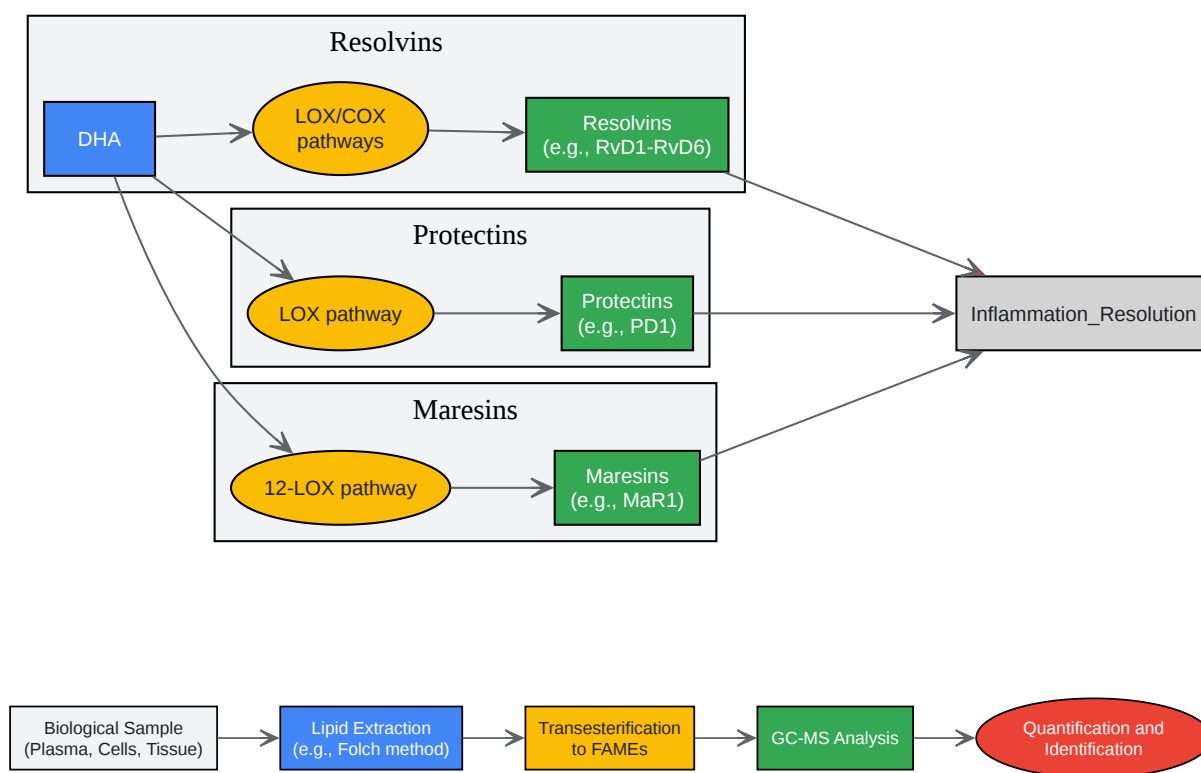 Resolvins
DHA
LOX/COX
pathways
Resolvins
(e.g., RvD1-RvD6)
Protectins
LOX pathway
Protectins
(e.g., PD1)
Inflammation_Resolution
Maresins
12-LOX pathway
Maresins
(e.g., MaR1)
Biological Sample
(Plasma, Cells, Tissue)
Lipid Extraction
(e.g., Folch method)
Transesterification
to FAMEs
GC-MS Analysis
Quantification and
Identification